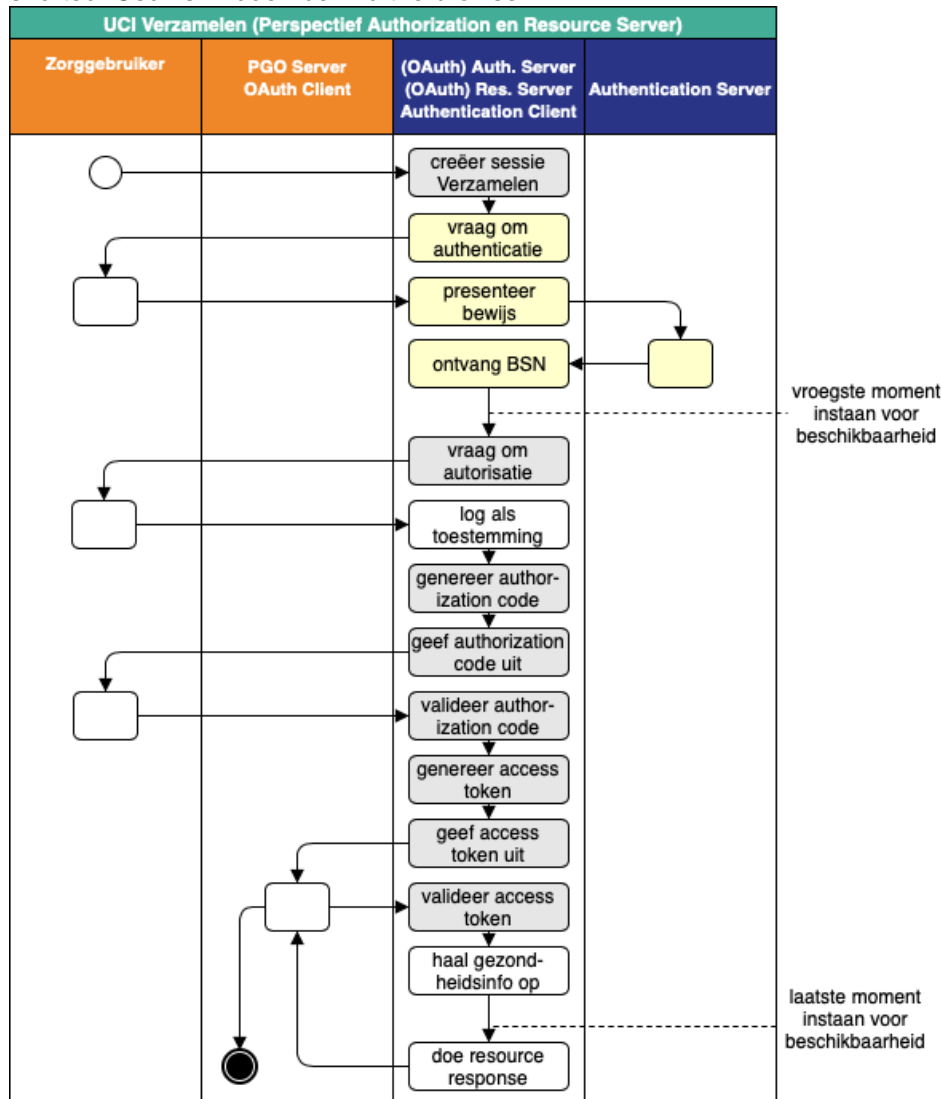 UCI Verzamelen (Perspectief Authorization en Resource Server)
Zorggebruiker
PGO Server
OAuth Client
(OAuth) Auth. Server
(OAuth) Res. Server
Authentication Client
Authentication Server
creëer sessie
Verzamelen
vraag om
authenticatie
presenteer
bewijs
ontvang BSN
vroegste moment
instaan voor
beschikbaarheid
vraag om
autorisatie
log als
toestemming
genereer author-
ization code
geef authorization
code uit
valideer author-
ization code
genereer access
token
geef access
token uit
valideer access
token
haal gezond-
heidsinfo op
laatste moment
instaan voor
beschikbaarheid
doe resource
response